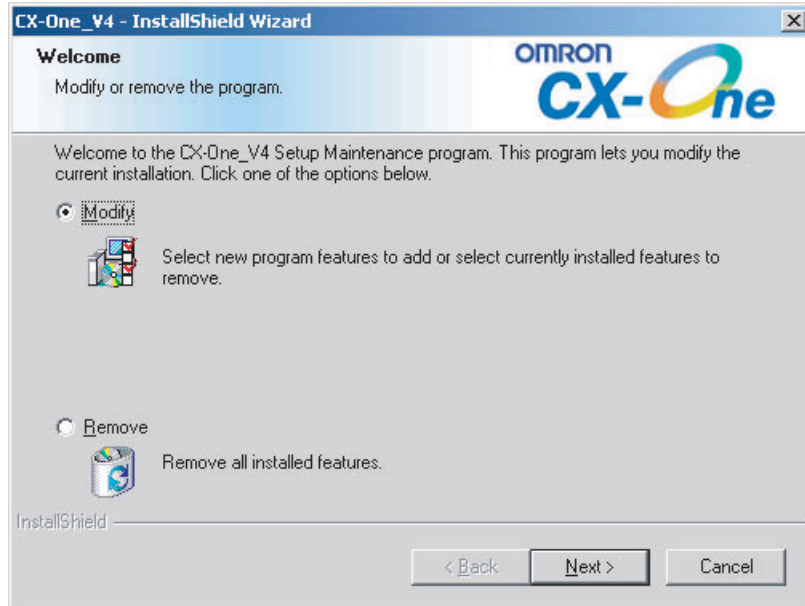 CX-One_V4 - InstallShield Wizard
Welcome
Modify or remove the program.
OMRON
CX-One
Welcome to the CX-One_V4 Setup Maintenance program. This program lets you modify the
current installation. Click one of the options below.
Modify
Select new program features to add or select currently installed features to
remove.
Remove
Remove all installed features.
InstallShield
< Back
Next >
Cancel